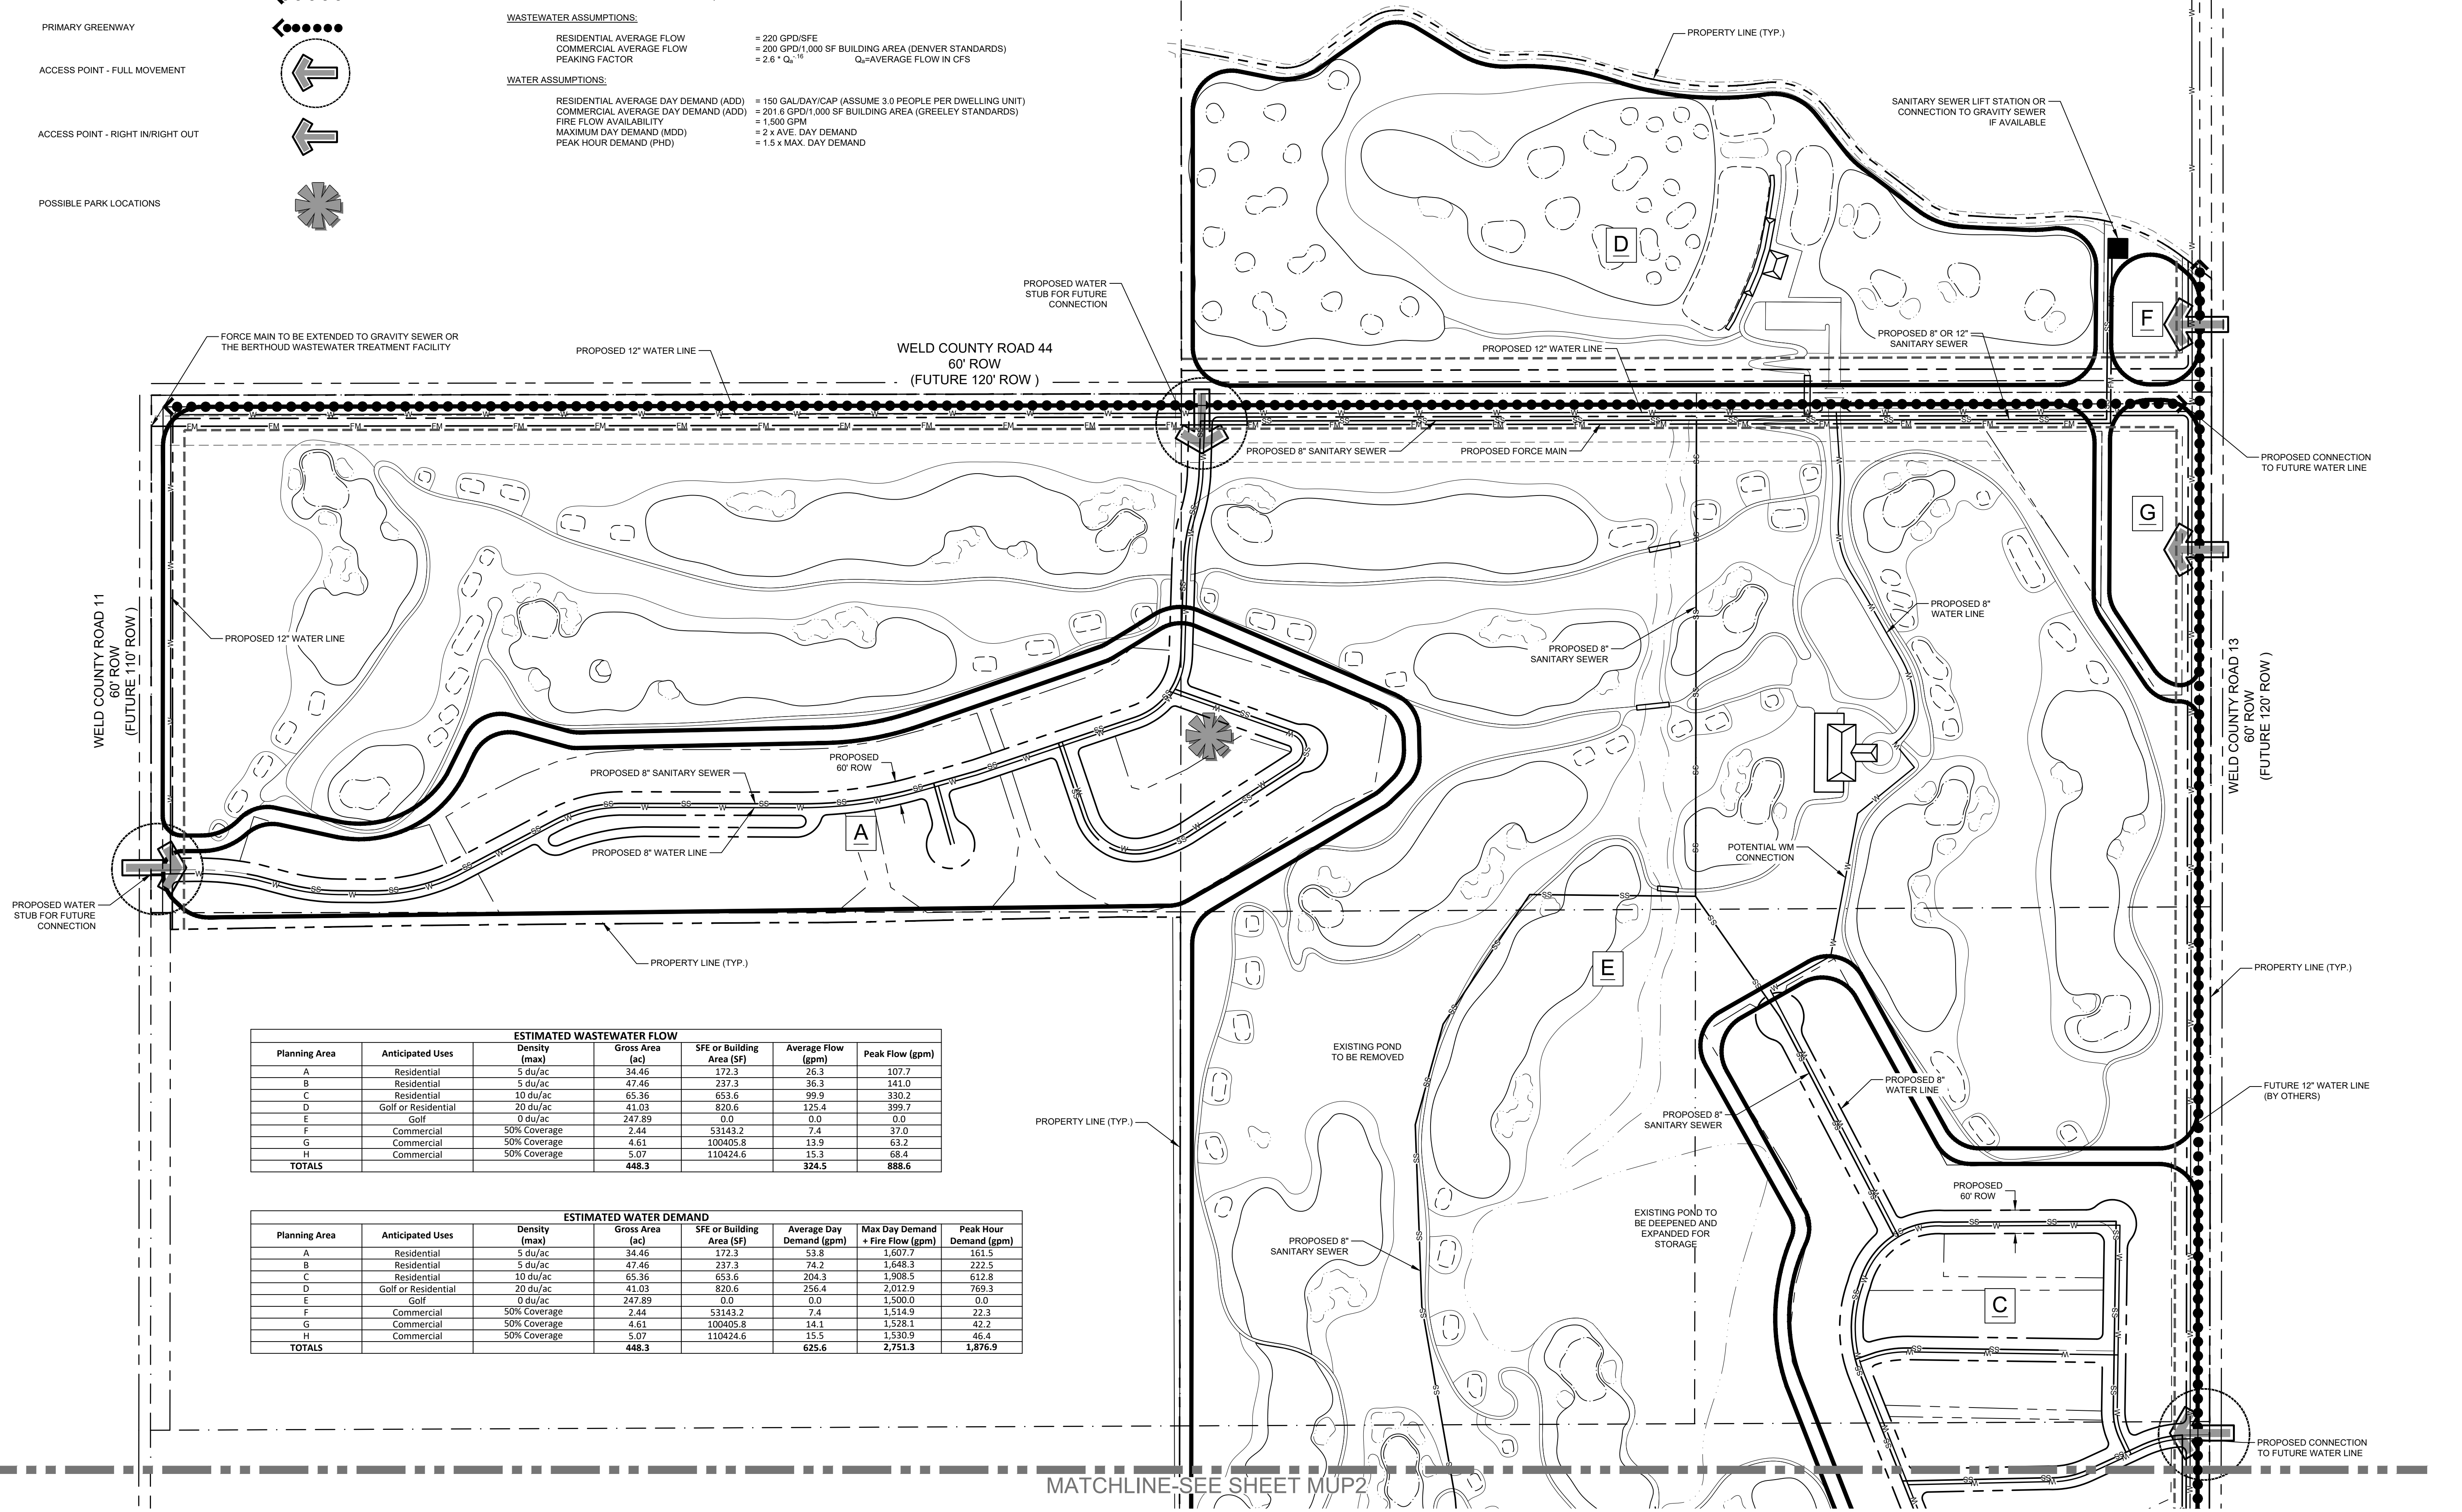 PRIMARY GREENWAY
ACCESS POINT - FULL MOVEMENT
ACCESS POINT - RIGHT IN/RIGHT OUT
POSSIBLE PARK LOCATIONS
WASTEWATER ASSUMPTIONS:
RESIDENTIAL AVERAGE FLOW = 220 GPD/SFE
COMMERCIAL AVERAGE FLOW = 200 GPD/1,000 SF BUILDING AREA (DENVER STANDARDS)
PEAKING FACTOR = 2.6 * Qa^-.16 Qa=AVERAGE FLOW IN CFS
WATER ASSUMPTIONS:
RESIDENTIAL AVERAGE DAY DEMAND (ADD) = 150 GAL/DAY/CAP (ASSUME 3.0 PEOPLE PER DWELLING UNIT)
COMMERCIAL AVERAGE DAY DEMAND (ADD) = 201.6 GPD/1,000 SF BUILDING AREA (GREELEY STANDARDS)
FIRE FLOW AVAILABILITY = 1,500 GPM
MAXIMUM DAY DEMAND (MDD) = 2 x AVE. DAY DEMAND
PEAK HOUR DEMAND (PHD) = 1.5 x MAX. DAY DEMAND
PROPERTY LINE (TYP.)
SANITARY SEWER LIFT STATION OR
CONNECTION TO GRAVITY SEWER
IF AVAILABLE
D
F
PROPOSED WATER
STUB FOR FUTURE
CONNECTION
FORCE MAIN TO BE EXTENDED TO GRAVITY SEWER OR
THE BERTHOUD WASTEWATER TREATMENT FACILITY
PROPOSED 12" WATER LINE
WELD COUNTY ROAD 44
60' ROW
(FUTURE 120' ROW )
PROPOSED 12" WATER LINE
PROPOSED 8" OR 12"
SANITARY SEWER
PROPOSED 8" SANITARY SEWER
PROPOSED FORCE MAIN
PROPOSED CONNECTION
TO FUTURE WATER LINE
G
WELD COUNTY ROAD 11
60' ROW
(FUTURE 110' ROW )
PROPOSED 12" WATER LINE
PROPOSED 8"
WATER LINE
PROPOSED 8"
SANITARY SEWER
WELD COUNTY ROAD 13
60' ROW
(FUTURE 120' ROW )
PROPOSED
60' ROW
PROPOSED 8" SANITARY SEWER
A
PROPOSED 8" WATER LINE
POTENTIAL WM
CONNECTION
PROPOSED WATER
STUB FOR FUTURE
CONNECTION
PROPERTY LINE (TYP.)
E
PROPERTY LINE (TYP.)
EXISTING POND
TO BE REMOVED
PROPERTY LINE (TYP.)
PROPOSED 8"
WATER LINE
PROPOSED 8"
SANITARY SEWER
FUTURE 12" WATER LINE
(BY OTHERS)
PROPOSED
60' ROW
EXISTING POND TO
BE DEEPENED AND
EXPANDED FOR
STORAGE
PROPOSED 8"
SANITARY SEWER
C
PROPOSED CONNECTION
TO FUTURE WATER LINE
ESTIMATED WASTEWATER FLOW
Planning Area Anticipated Uses Density (max) Gross Area (ac) SFE or Building Area (SF) Average Flow (gpm) Peak Flow (gpm)
A Residential 5 du/ac 34.46 172.3 26.3 107.7
B Residential 5 du/ac 47.46 237.3 36.3 141.0
C Residential 10 du/ac 65.36 653.6 99.9 330.2
D Golf or Residential 20 du/ac 41.03 820.6 125.4 399.7
E Golf 0 du/ac 247.89 0.0 0.0 0.0
F Commercial 50% Coverage 2.44 53143.2 7.4 37.0
G Commercial 50% Coverage 4.61 100405.8 13.9 63.2
H Commercial 50% Coverage 5.07 110424.6 15.3 68.4
TOTALS 448.3 324.5 888.6
ESTIMATED WATER DEMAND
Planning Area Anticipated Uses Density (max) Gross Area (ac) SFE or Building Area (SF) Average Day Demand (gpm) Max Day Demand + Fire Flow (gpm) Peak Hour Demand (gpm)
A Residential 5 du/ac 34.46 172.3 53.8 1,607.7 161.5
B Residential 5 du/ac 47.46 237.3 74.2 1,648.3 222.5
C Residential 10 du/ac 65.36 653.6 204.3 1,908.5 612.8
D Golf or Residential 20 du/ac 41.03 820.6 256.4 2,012.9 769.3
E Golf 0 du/ac 247.89 0.0 0.0 1,500.0 0.0
F Commercial 50% Coverage 2.44 53143.2 7.4 1,514.9 22.3
G Commercial 50% Coverage 4.61 100405.8 14.1 1,528.1 42.2
H Commercial 50% Coverage 5.07 110424.6 15.5 1,530.9 46.4
TOTALS 448.3 625.6 2,751.3 1,876.9
MATCHLINE-SEE SHEET MUP2